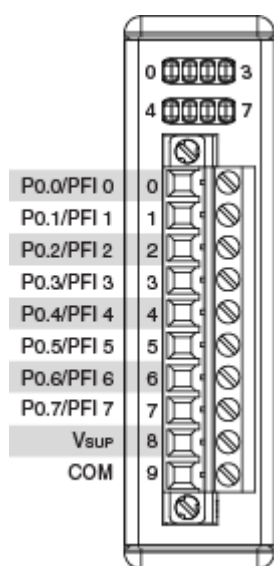 0 3
4 7
P0.0/PFI 0 0
P0.1/PFI 1 1
P0.2/PFI 2 2
P0.3/PFI 3 3
P0.4/PFI 4 4
P0.5/PFI 5 5
P0.6/PFI 6 6
P0.7/PFI 7 7
VSUP 8
COM 9